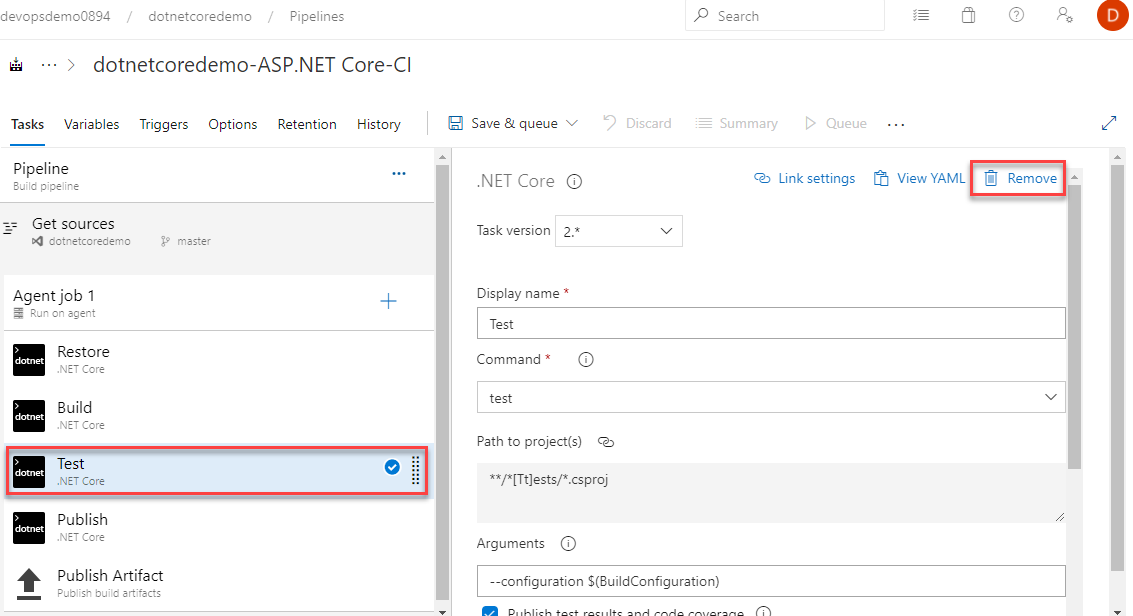 devopsdemo0894 / dotnetcoredemo / Pipelines
Search
D
... > dotnetcoredemo-ASP.NET Core-CI
Tasks Variables Triggers Options Retention History
Save & queue Discard Summary Queue ...
Pipeline
Build pipeline
...
Get sources
dotnetcoredemo master
Agent job 1
Run on agent
+
>
dotnet
Restore
.NET Core
>
dotnet
Build
.NET Core
>
dotnet
Test
.NET Core
>
dotnet
Publish
.NET Core
Publish Artifact
Publish build artifacts
.NET Core
Link settings View YAML Remove
Task version 2.*
Display name *
Test
Command *
test
Path to project(s)
**/*[Tt]ests/*.csproj
Arguments
--configuration $(BuildConfiguration)
Publish test results and code coverage